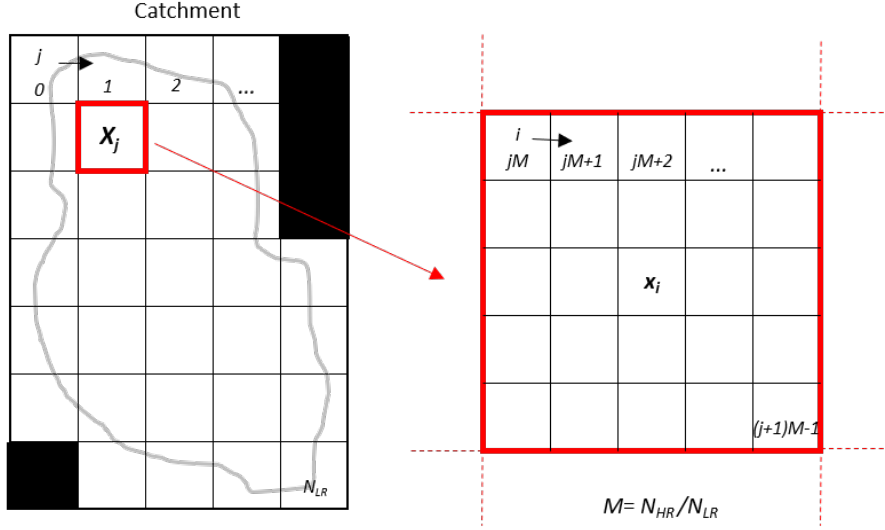 Catchment
j
0 1 2 ...
X_j
N_LR
i
jM jM+1 jM+2 ...
x_i
(j+1)M-1
M= N_HR/N_LR